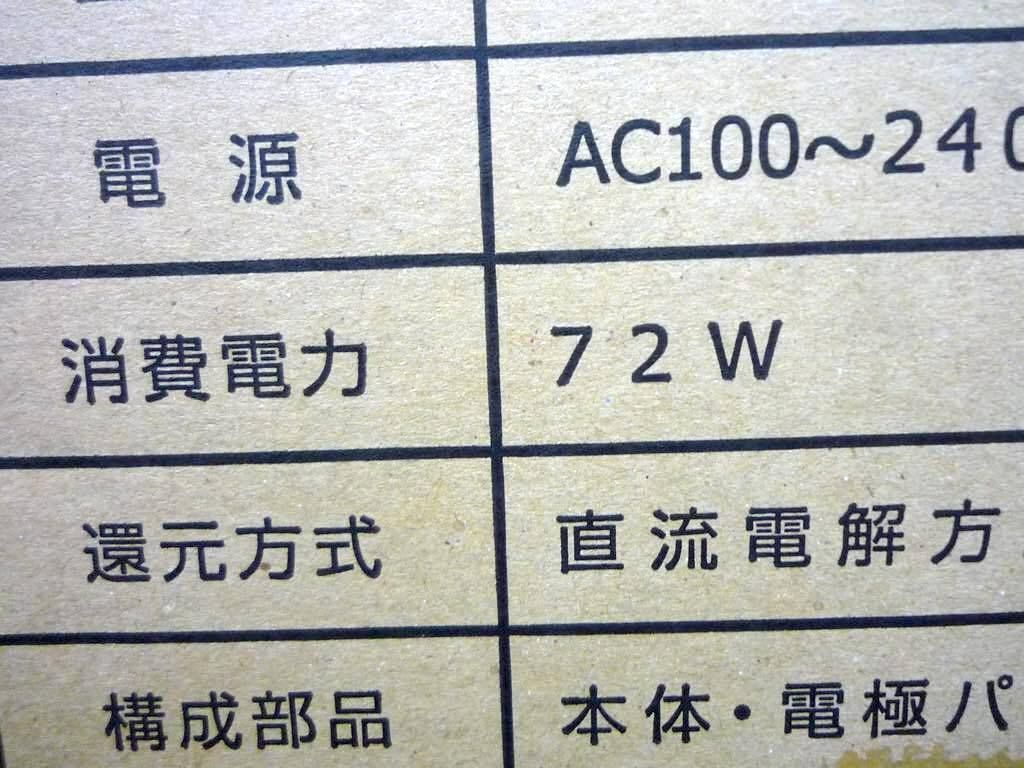 電源 AC100～240
消費電力 72W
還元方式 直流電解方
構成部品 本体・電極パ